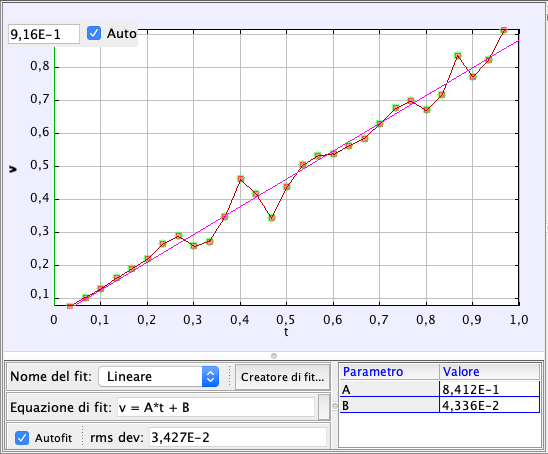 9,16E-1 Auto
0,8
0,7
0,6
v
0,5
0,4
0,3
0,2
0,1
0 0,1 0,2 0,3 0,4 0,5 0,6 0,7 0,8 0,9 1,0
t
Nome del fit: Lineare Creatore di fit...
Equazione di fit: v = A*t + B
Autofit rms dev: 3,427E-2
Parametro Valore
A 8,412E-1
B 4,336E-2